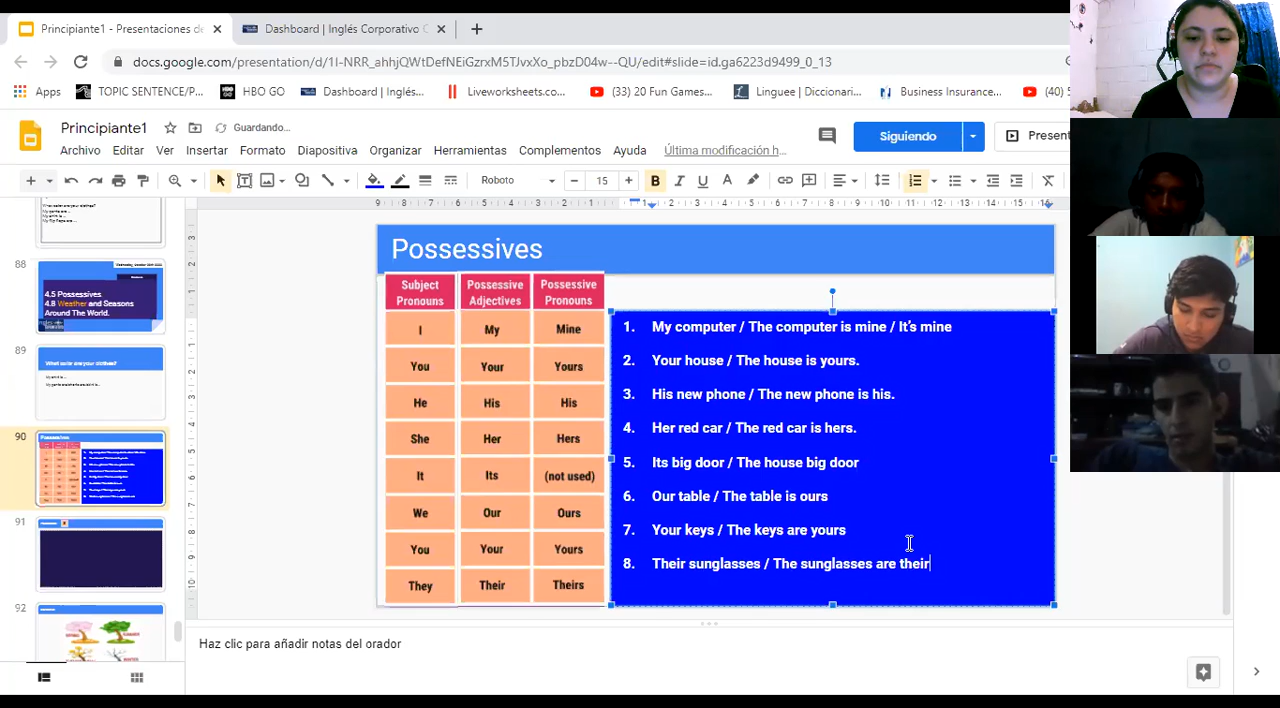 Principiante1 - Presentaciones de
Dashboard | Inglés Corporativo
docs.google.com/presentation/d/1I-NRR_ahhjQWtDefNEiGzrxM5TJvxXo_pbzD04w--QU/edit#slide=id.ga6223d9499_0_13
Apps
TOPIC SENTENCE/P...
HBO GO
Dashboard | Inglés...
Liveworksheets.co...
(33) 20 Fun Games...
Linguee | Diccionari...
Business Insurance...
(40) 5
Principiante1
Guardando...
Siguiendo
Present
Archivo Editar Ver Insertar Formato Diapositiva Organizar Herramientas Complementos Ayuda Última modificación h...
Roboto
15
88
4.5 Possessives
4.8 Weather and Seasons
Around The World.
89
What color are your clothes?
90
91
92
Possessives
Subject Pronouns
Possessive Adjectives
Possessive Pronouns
I My Mine
You Your Yours
He His His
She Her Hers
It Its (not used)
We Our Ours
You Your Yours
They Their Theirs
1. My computer / The computer is mine / It's mine
2. Your house / The house is yours.
3. His new phone / The new phone is his.
4. Her red car / The red car is hers.
5. Its big door / The house big door
6. Our table / The table is ours
7. Your keys / The keys are yours
8. Their sunglasses / The sunglasses are their
Haz clic para añadir notas del orador